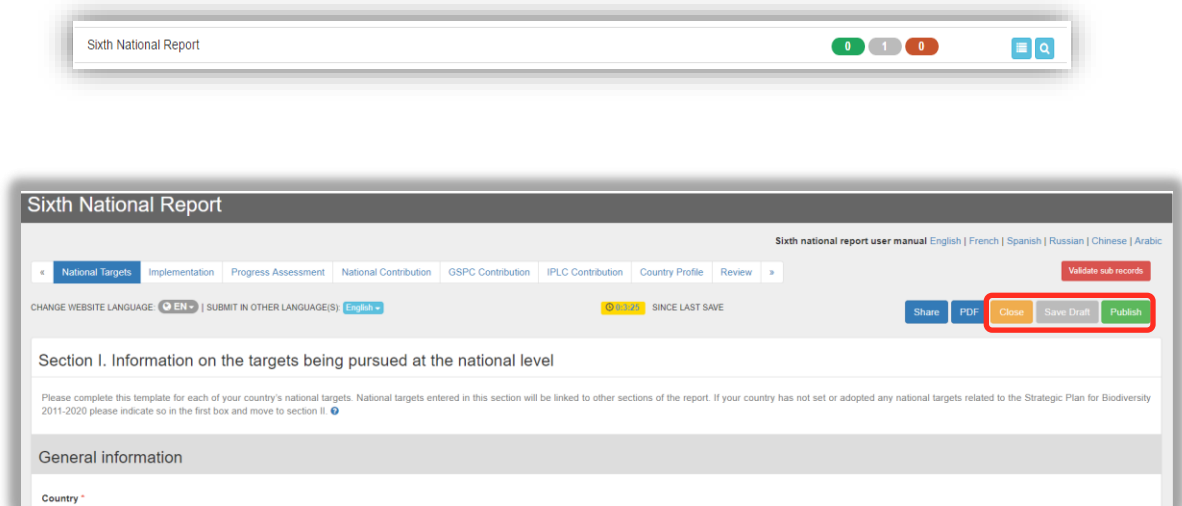 Sixth National Report
0 1 0
Sixth National Report
Sixth national report user manual English | French | Spanish | Russian | Chinese | Arabic
« National Targets Implementation Progress Assessment National Contribution GSPC Contribution IPLC Contribution Country Profile Review »
Validate sub records
CHANGE WEBSITE LANGUAGE: EN | SUBMIT IN OTHER LANGUAGE(S): English
0:3:25 SINCE LAST SAVE
Share PDF Close Save Draft Publish
Section I. Information on the targets being pursued at the national level
Please complete this template for each of your country's national targets. National targets entered in this section will be linked to other sections of the report. If your country has not set or adopted any national targets related to the Strategic Plan for Biodiversity
2011-2020 please indicate so in the first box and move to section II. ?
General information
Country *